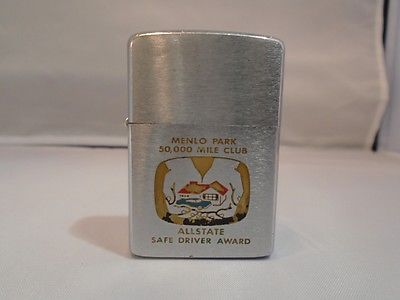 MENLO PARK
50,000 MILE CLUB
ALLSTATE
SAFE DRIVER AWARD